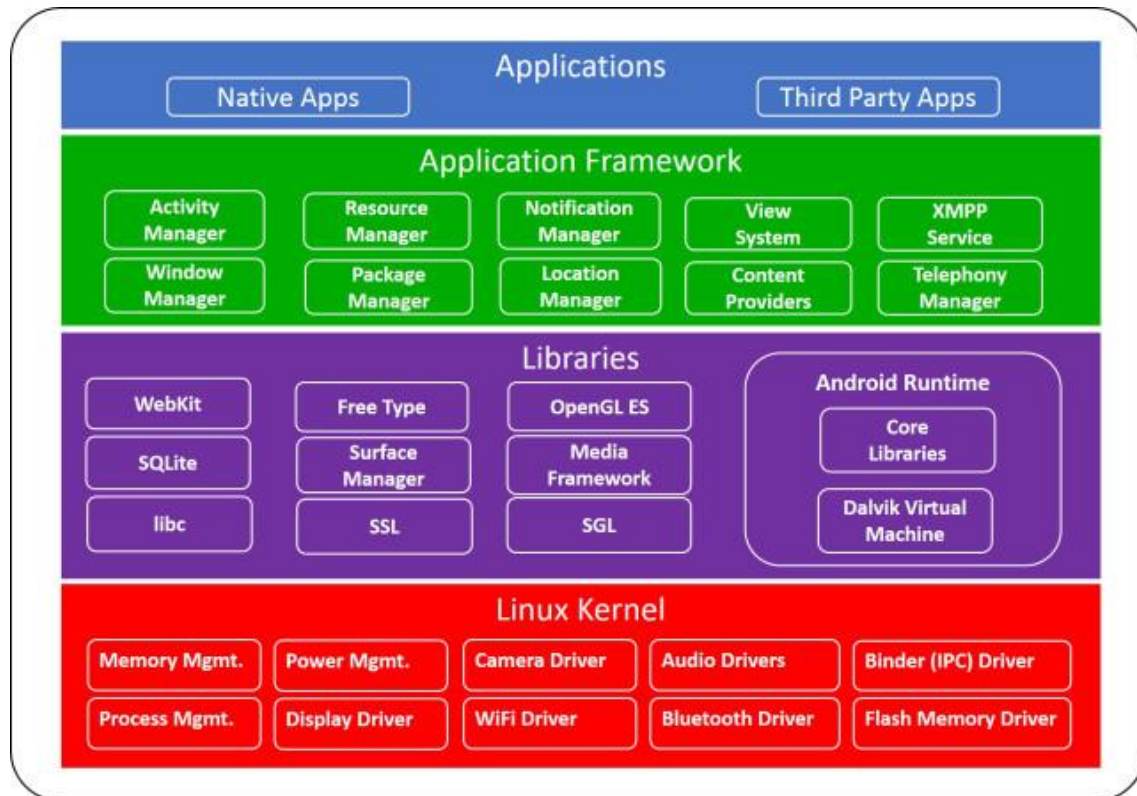 Applications
Native Apps
Third Party Apps
Application Framework
Activity
Manager
Resource
Manager
Notification
Manager
View
System
XMPP
Service
Window
Manager
Package
Manager
Location
Manager
Content
Providers
Telephony
Manager
Libraries
WebKit
Free Type
OpenGL ES
SQLite
Surface
Manager
Media
Framework
libc
SSL
SGL
Android Runtime
Core
Libraries
Dalvik Virtual
Machine
Linux Kernel
Memory Mgmt.
Power Mgmt.
Camera Driver
Audio Drivers
Binder (IPC) Driver
Process Mgmt.
Display Driver
WiFi Driver
Bluetooth Driver
Flash Memory Driver